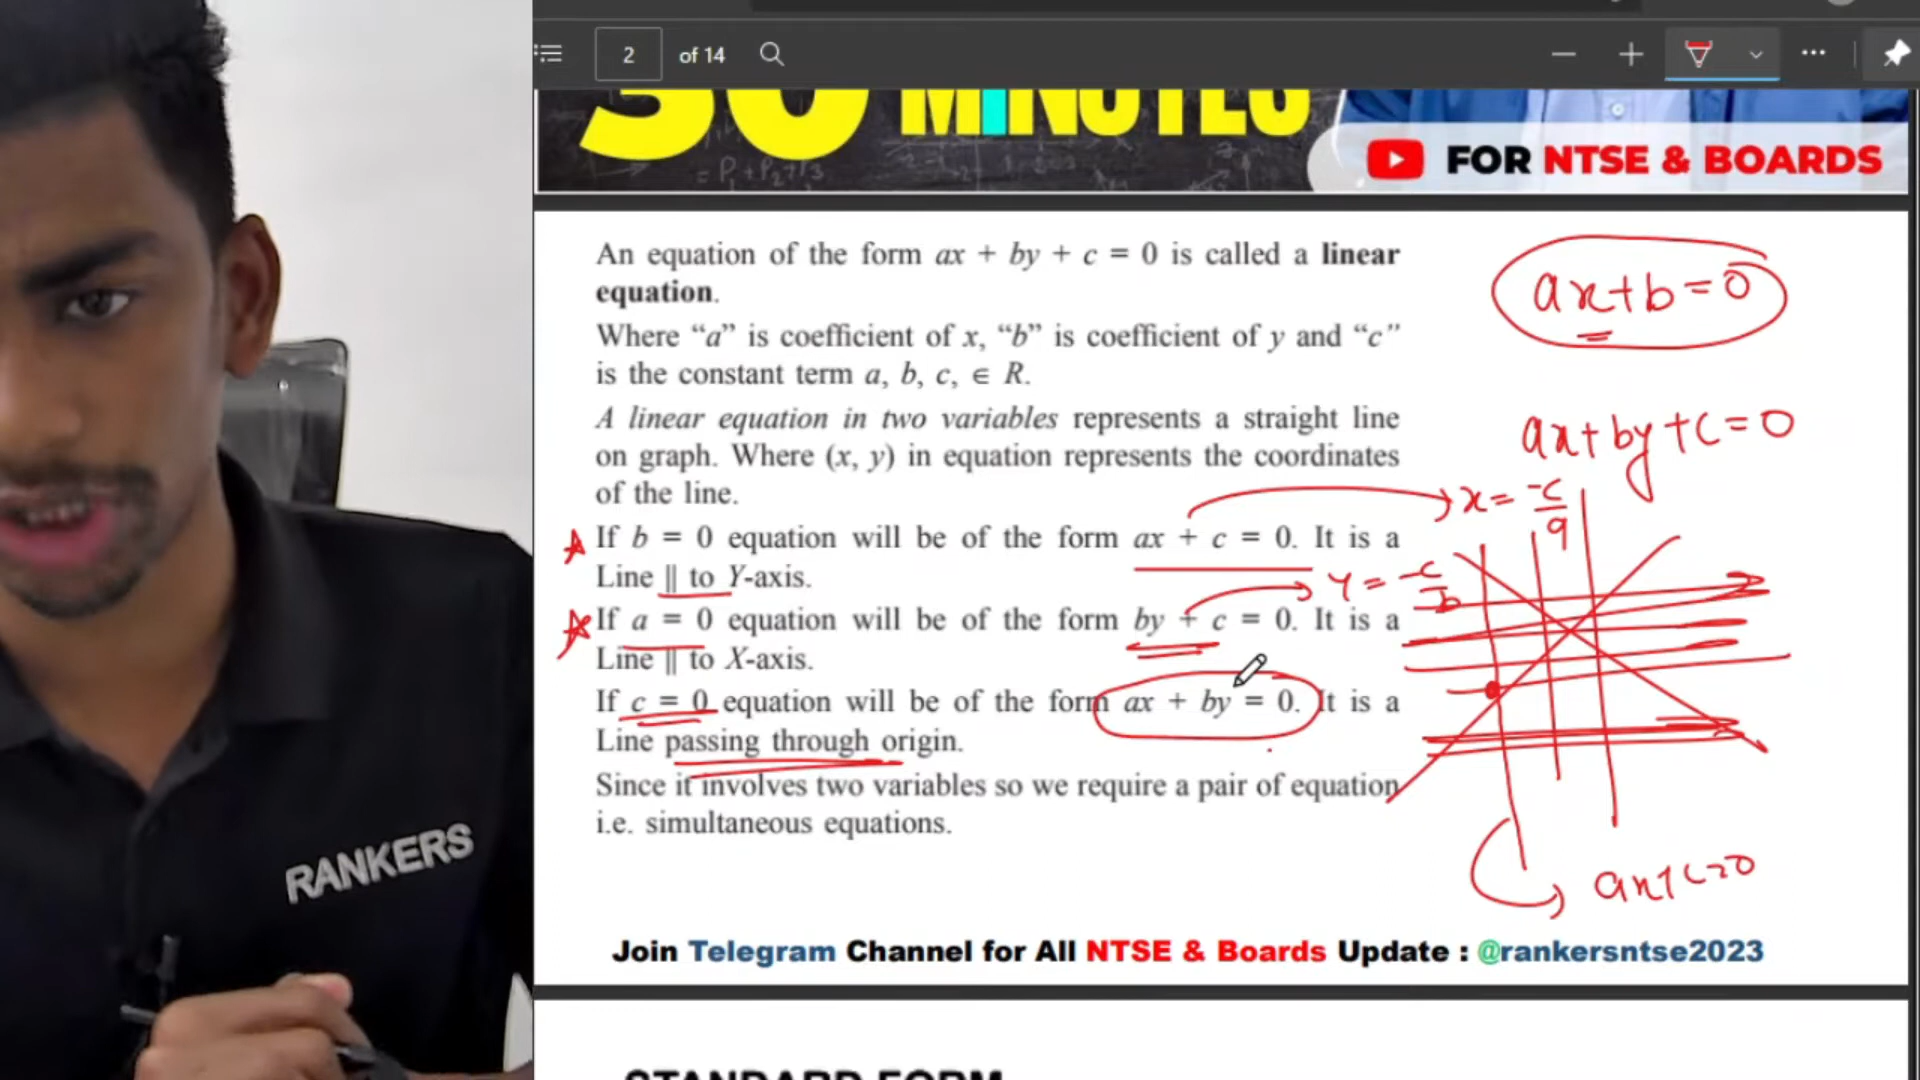 2 of 14
30 MINUTES
= P1 + P2 + P3
FOR NTSE & BOARDS
An equation of the form ax + by + c = 0 is called a linear
equation.
Where “a” is coefficient of x, “b” is coefficient of y and “c”
is the constant term a, b, c, ∈ R.
A linear equation in two variables represents a straight line
on graph. Where (x, y) in equation represents the coordinates
of the line.
If b = 0 equation will be of the form ax + c = 0. It is a
Line || to Y-axis.
If a = 0 equation will be of the form by + c = 0. It is a
Line || to X-axis.
If c = 0 equation will be of the form ax + by = 0. It is a
Line passing through origin.
Since it involves two variables so we require a pair of equation
i.e. simultaneous equations.
ax+b=0
ax+by+c=0
x = -c/a
y = -c/b
ax+c=0
Join Telegram Channel for All NTSE & Boards Update : @rankersntse2023
STANDARD FORM
RANKERS